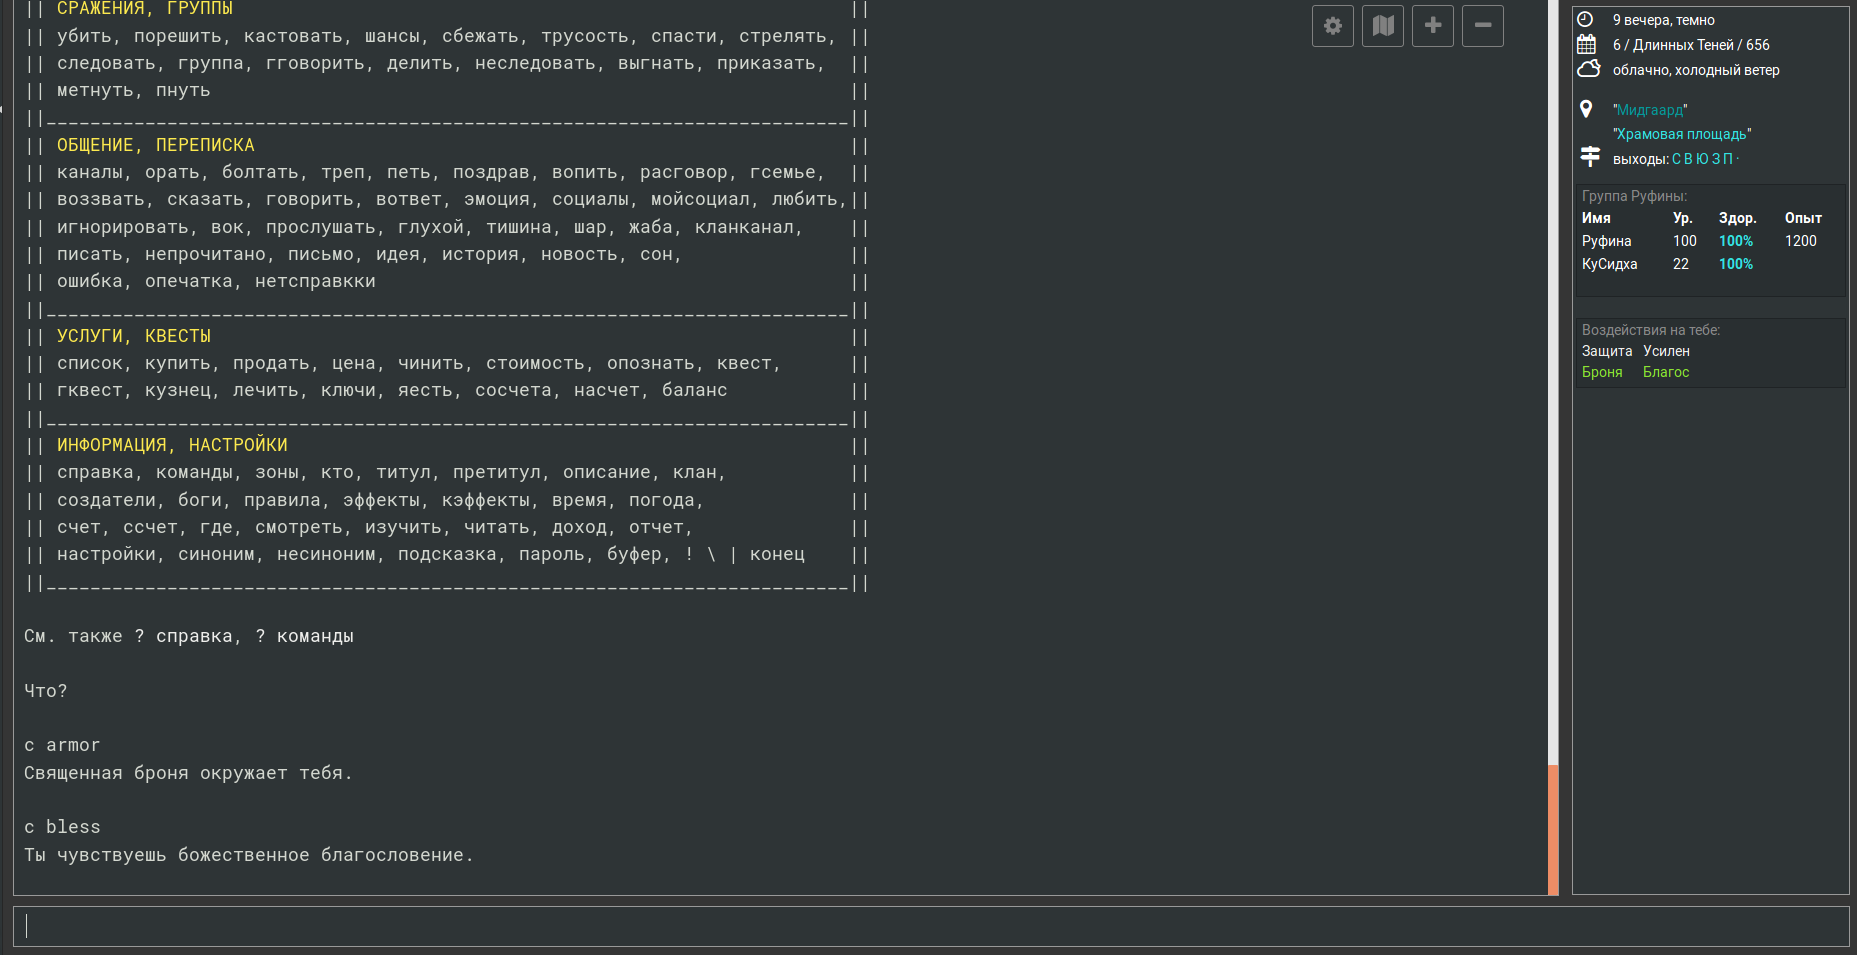 || СРАЖЕНИЯ, ГРУППЫ ||
|| убить, порешить, кастовать, шансы, сбежать, трусость, спасти, стрелять, ||
|| следовать, группа, гговорить, делить, неследовать, выгнать, приказать, ||
|| метнуть, пнуть ||
||_________________________________________________________________________||
|| ОБЩЕНИЕ, ПЕРЕПИСКА ||
|| каналы, орать, болтать, треп, петь, поздрав, вопить, расговор, гсемье, ||
|| воззвать, сказать, говорить, вответ, эмоция, социалы, мойсоциал, любить,||
|| игнорировать, вок, прослушать, глухой, тишина, шар, жаба, кланканал, ||
|| писать, непрочитано, письмо, идея, история, новость, сон, ||
|| ошибка, опечатка, нетсправкки ||
||_________________________________________________________________________||
|| УСЛУГИ, КВЕСТЫ ||
|| список, купить, продать, цена, чинить, стоимость, опознать, квест, ||
|| гквест, кузнец, лечить, ключи, яесть, сосчета, насчет, баланс ||
||_________________________________________________________________________||
|| ИНФОРМАЦИЯ, НАСТРОЙКИ ||
|| справка, команды, зоны, кто, титул, претитул, описание, клан, ||
|| создатели, боги, правила, эффекты, кэффекты, время, погода, ||
|| счет, ссчет, где, смотреть, изучить, читать, доход, отчет, ||
|| настройки, синоним, несиноним, подсказка, пароль, буфер, ! \ | конец ||
||_________________________________________________________________________||
См. также ? справка, ? команды
Что?
c armor
Священная броня окружает тебя.
c bless
Ты чувствуешь божественное благословение.
9 вечера, темно
6 / Длинных Теней / 656
облачно, холодный ветер
"Мидгаард"
"Храмовая площадь"
выходы: С В Ю З П ·
Группа Руфины:
Имя Ур. Здор. Опыт
Руфина 100 100% 1200
КуСидха 22 100%
Воздействия на тебе:
Защита Усилен
Броня Благос